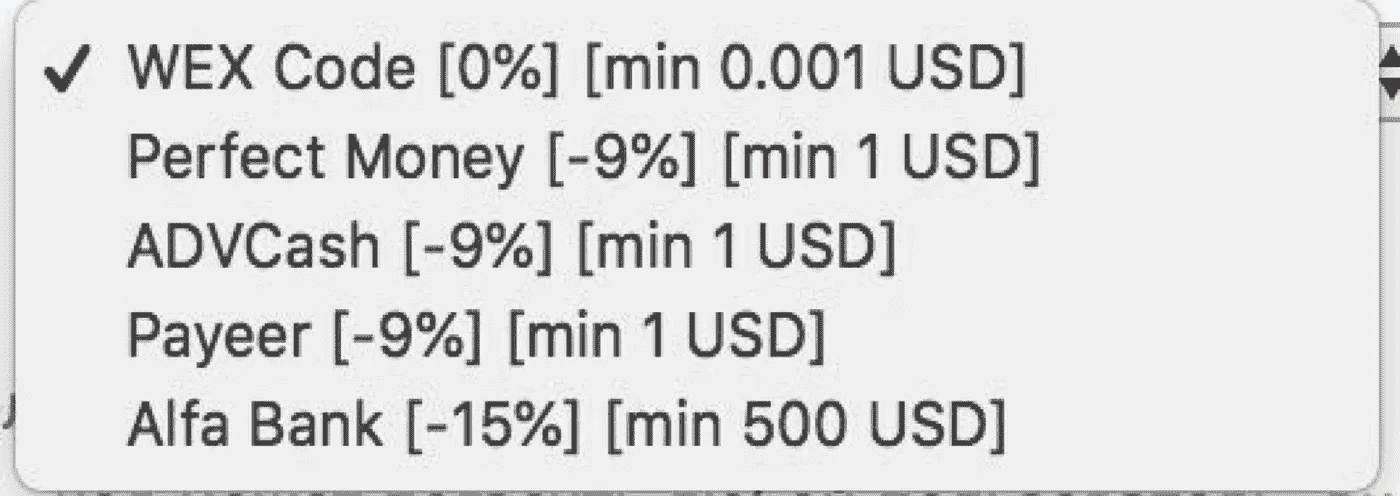 ✓ WEX Code [0%] [min 0.001 USD]
Perfect Money [-9%] [min 1 USD]
ADVCash [-9%] [min 1 USD]
Payeer [-9%] [min 1 USD]
Alfa Bank [-15%] [min 500 USD]